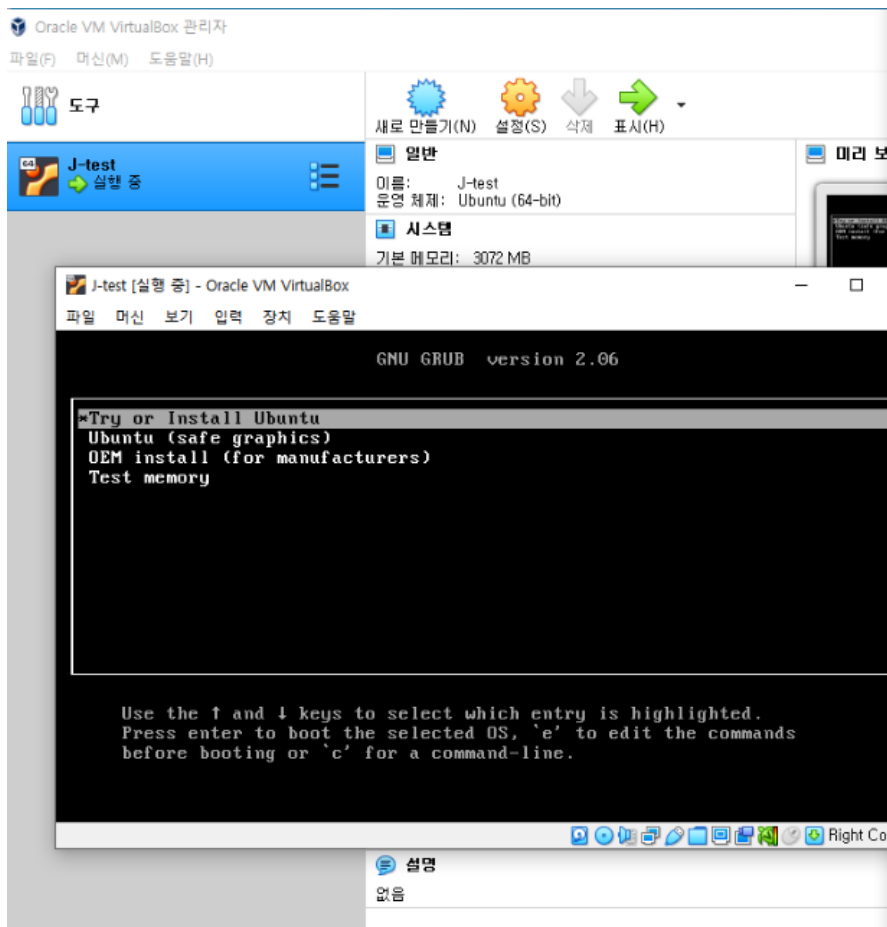 Oracle VM VirtualBox 관리자
파일(F) 머신(M) 도움말(H)
도구
새로 만들기(N) 설정(S) 삭제 표시(H)
64
J-test
실행 중
일반
이름: J-test
운영 체제: Ubuntu (64-bit)
미리 보
시스템
기본 메모리: 3072 MB
J-test [실행 중] - Oracle VM VirtualBox
파일 머신 보기 입력 장치 도움말
GNU GRUB version 2.06
*Try or Install Ubuntu
Ubuntu (safe graphics)
OEM install (for manufacturers)
Test memory
Use the ↑ and ↓ keys to select which entry is highlighted.
Press enter to boot the selected OS, `e' to edit the commands
before booting or `c' for a command-line.
Right Co
설명
없음